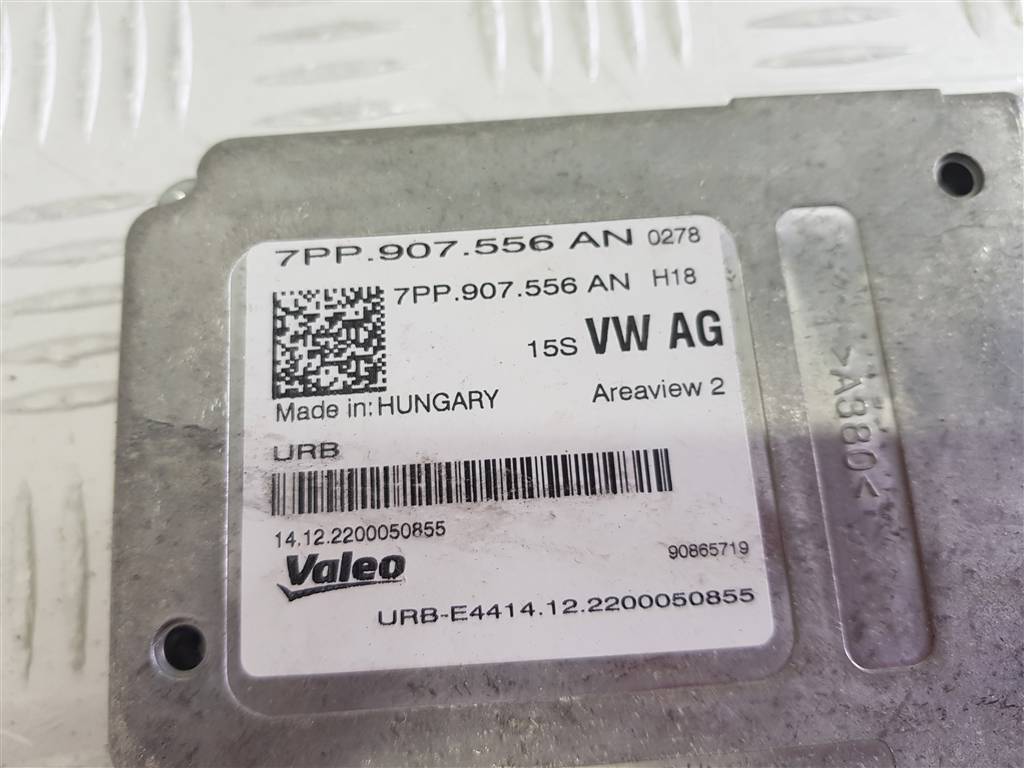 7PP.907.556 AN 0278
7PP.907.556 AN H18
15S VW AG
Made in: HUNGARY Areaview 2
URB
14.12.2200050855
90865719
Valeo
URB-E4414.12.2200050855
>A380<